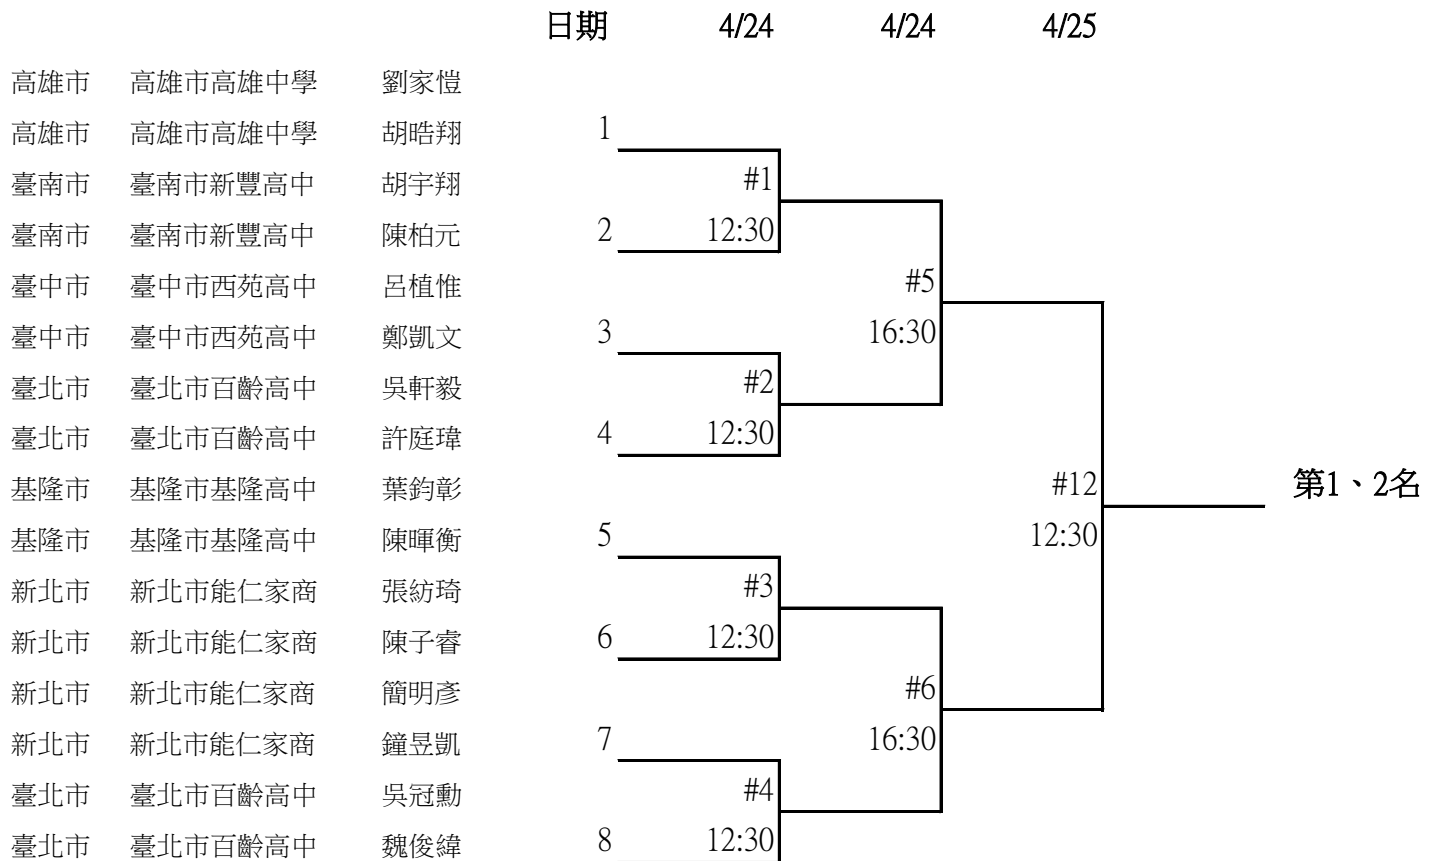 日期 4/24 4/24 4/25
高雄市 高雄市高雄中學 劉家愷
高雄市 高雄市高雄中學 胡晧翔 1
臺南市 臺南市新豐高中 胡宇翔 #1
臺南市 臺南市新豐高中 陳柏元 2 12:30
臺中市 臺中市西苑高中 呂植惟 #5
臺中市 臺中市西苑高中 鄭凱文 3 16:30
臺北市 臺北市百齡高中 吳軒毅 #2
臺北市 臺北市百齡高中 許庭瑋 4 12:30
基隆市 基隆市基隆高中 葉鈞彰 #12 第1、2名
基隆市 基隆市基隆高中 陳暉衡 5 12:30
新北市 新北市能仁家商 張紡琦 #3
新北市 新北市能仁家商 陳子睿 6 12:30
新北市 新北市能仁家商 簡明彥 #6
新北市 新北市能仁家商 鐘昱凱 7 16:30
臺北市 臺北市百齡高中 吳冠勳 #4
臺北市 臺北市百齡高中 魏俊緯 8 12:30